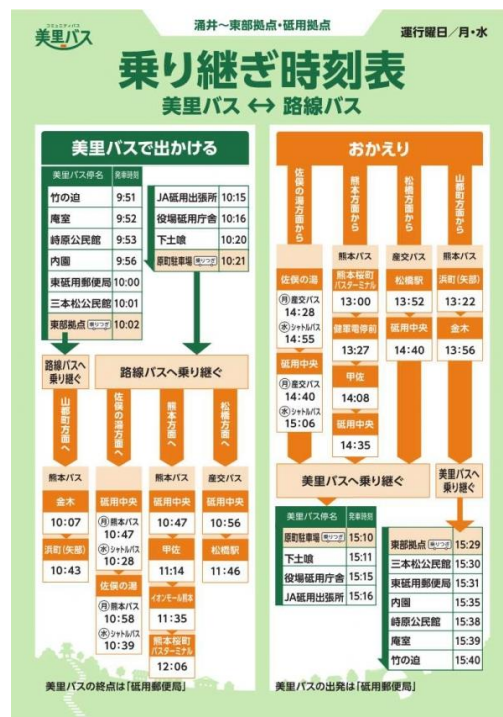 コミュニティバス
美里バス
涌井～東部拠点・砥用拠点
運行曜日／月・水
乗り継ぎ時刻表
美里バス ↔ 路線バス
美里バスで出かける
美里バス停名 発車時刻
竹の迫 9:51
庵室 9:52
崎原公民館 9:53
内園 9:56
東砥用郵便局 10:00
三本松公民館 10:01
東部拠点 乗りつぎ 10:02
JA砥用出張所 10:15
役場砥用庁舎 10:16
下土喰 10:20
原町駐車場 乗りつぎ 10:21
路線バスへ
乗り継ぐ
路線バスへ乗り継ぐ
山都町方面へ
佐俣の湯方面へ
熊本方面へ
松橋方面へ
熊本バス
金木
10:07
浜町(矢部)
10:43
砥用中央
月 熊本バス
10:47
水 シャトルバス
10:28
佐俣の湯
月 熊本バス
10:58
水 シャトルバス
10:39
熊本バス
砥用中央
10:47
甲佐
11:14
イオンモール熊本
11:35
熊本桜町
バスターミナル
12:06
産交バス
砥用中央
10:56
松橋駅
11:46
美里バスの終点は「砥用郵便局」
おかえり
佐俣の湯方面から
熊本方面から
松橋方面から
山都町方面から
佐俣の湯
月 産交バス
14:28
水 シャトルバス
14:55
砥用中央
月 産交バス
14:40
水 シャトルバス
15:06
熊本バス
熊本桜町
バスターミナル
13:00
健軍電停前
13:27
甲佐
14:08
砥用中央
14:35
産交バス
松橋駅
13:52
砥用中央
14:40
熊本バス
浜町(矢部)
13:22
金木
13:56
美里バスへ乗り継ぐ
美里バスへ
乗り継ぐ
美里バス停名 発車時刻
原町駐車場 乗りつぎ 15:10
下土喰 15:11
役場砥用庁舎 15:15
JA砥用出張所 15:16
東部拠点 乗りつぎ 15:29
三本松公民館 15:30
東砥用郵便局 15:31
内園 15:35
崎原公民館 15:38
庵室 15:39
竹の迫 15:40
美里バスの出発は「砥用郵便局」